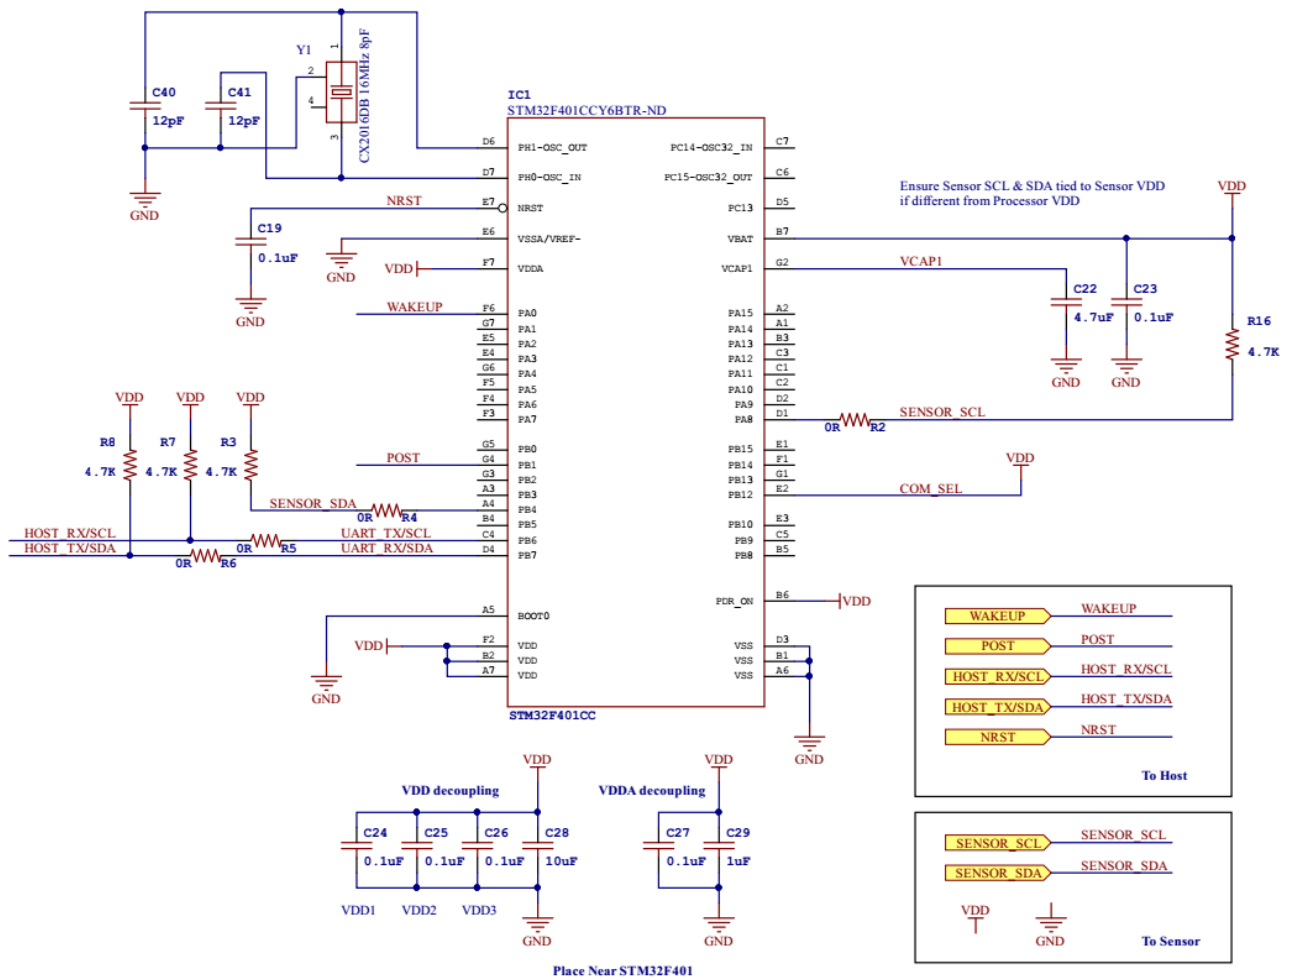 Y1
1
2
4
3
CX2016DB 16MHz 8pF
C40
12pF
C41
12pF
GND
IC1
STM32F401CCY6BTR-ND
D6 PH1-OSC_OUT
D7 PH0-OSC_IN
NRST E7 NRST
E6 VSSA/VREF-
VDD F7 VDDA
C19
0.1uF
GND
GND
WAKEUP F6 PA0
G7 PA1
E5 PA2
E4 PA3
G6 PA4
F5 PA5
F4 PA6
F3 PA7
G5 PB0
POST G4 PB1
G3 PB2
A3 PB3
SENSOR_SDA 0R R4 A4 PB4
B4 PB5
HOST_RX/SCL 0R R5 UART_TX/SCL C4 PB6
HOST_TX/SDA 0R R6 UART_RX/SDA D4 PB7
VDD VDD VDD
R8 R7 R3
4.7K 4.7K 4.7K
A5 BOOT0
GND
VDD F2 VDD
B2 VDD
A7 VDD
PC14-OSC32_IN C7
PC15-OSC32_OUT C6
PC13 D5
VBAT B7
VCAP1 G2 VCAP1
PA15 A2
PA14 A1
PA13 B3
PA12 C3
PA11 C1
PA10 C2
PA9 D2
PA8 D1 0R R2 SENSOR_SCL
PB15 E1
PB14 F1
PB13 G1
PB12 E2 COM_SEL VDD
PB10 E3
PB9 C5
PB8 B5
PDR_ON B6 VDD
VSS D3
VSS B1
VSS A6
GND
STM32F401CC
Ensure Sensor SCL & SDA tied to Sensor VDD
if different from Processor VDD
VDD
C22
4.7uF
GND
C23
0.1uF
GND
R16
4.7K
VDD decoupling
VDD
C24 C25 C26 C28
0.1uF 0.1uF 0.1uF 10uF
VDD1 VDD2 VDD3
GND
VDDA decoupling
VDD
C27 C29
0.1uF 1uF
GND
Place Near STM32F401
WAKEUP WAKEUP
POST POST
HOST_RX/SCL HOST_RX/SCL
HOST_TX/SDA HOST_TX/SDA
NRST NRST
To Host
SENSOR_SCL SENSOR_SCL
SENSOR_SDA SENSOR_SDA
VDD
GND
To Sensor